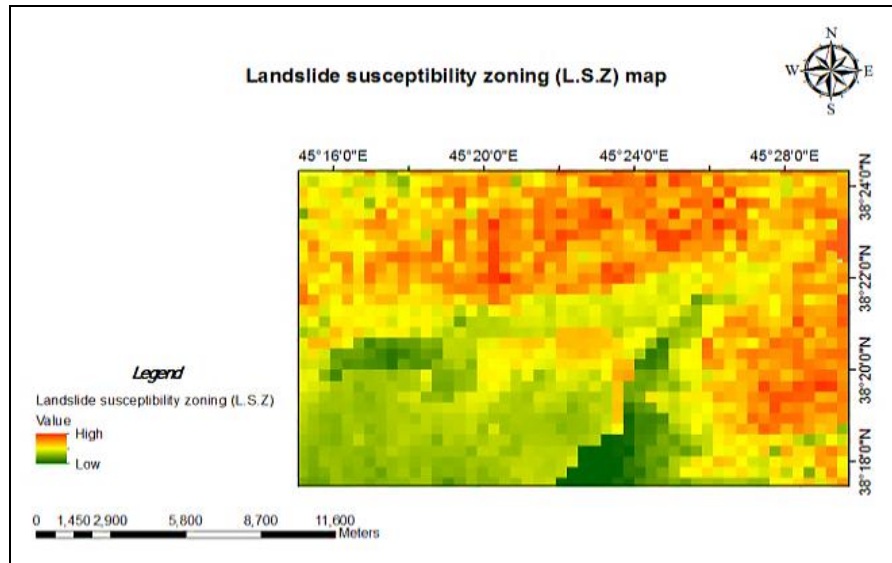 N
W E
S
Landslide susceptibility zoning (L.S.Z) map
45°16'0"E 45°20'0"E 45°24'0"E 45°28'0"E
38°24'0"N
38°22'0"N
38°20'0"N
38°18'0"N
Legend
Landslide susceptibility zoning (L.S.Z)
Value
High
Low
0 1,450 2,900 5,800 8,700 11,600
Meters